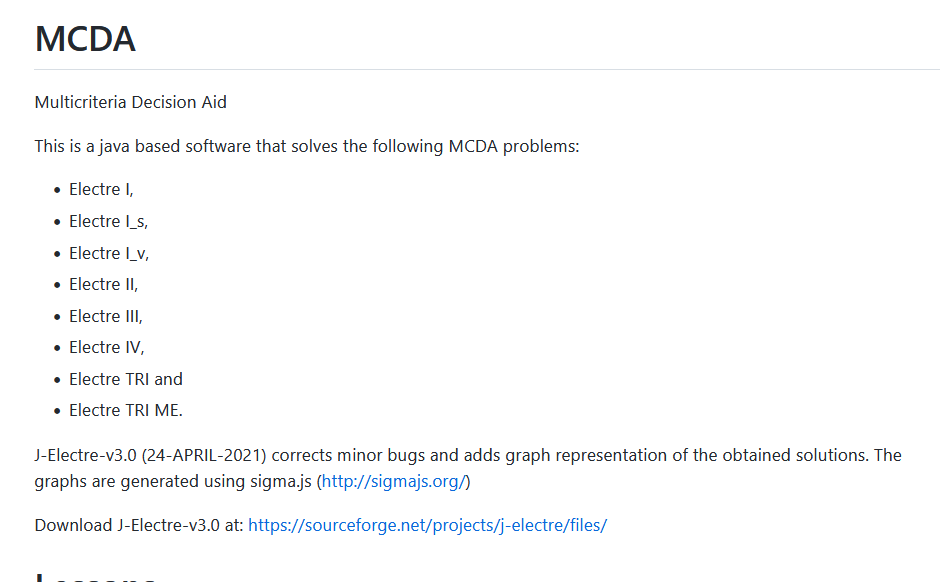 MCDA
Multicriteria Decision Aid
This is a java based software that solves the following MCDA problems:
• Electre I,
• Electre I_s,
• Electre I_v,
• Electre II,
• Electre III,
• Electre IV,
• Electre TRI and
• Electre TRI ME.
J-Electre-v3.0 (24-APRIL-2021) corrects minor bugs and adds graph representation of the obtained solutions. The
graphs are generated using sigma.js (http://sigmajs.org/)
Download J-Electre-v3.0 at: https://sourceforge.net/projects/j-electre/files/